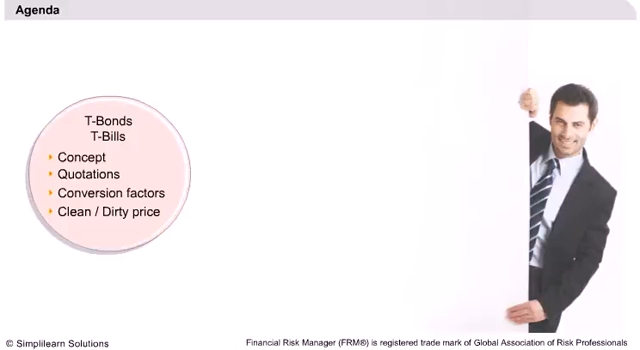 Agenda
T-Bonds
T-Bills
Concept
Quotations
Conversion factors
Clean / Dirty price
© Simplilearn Solutions
Financial Risk Manager (FRM®) is registered trade mark of Global Association of Risk Professionals